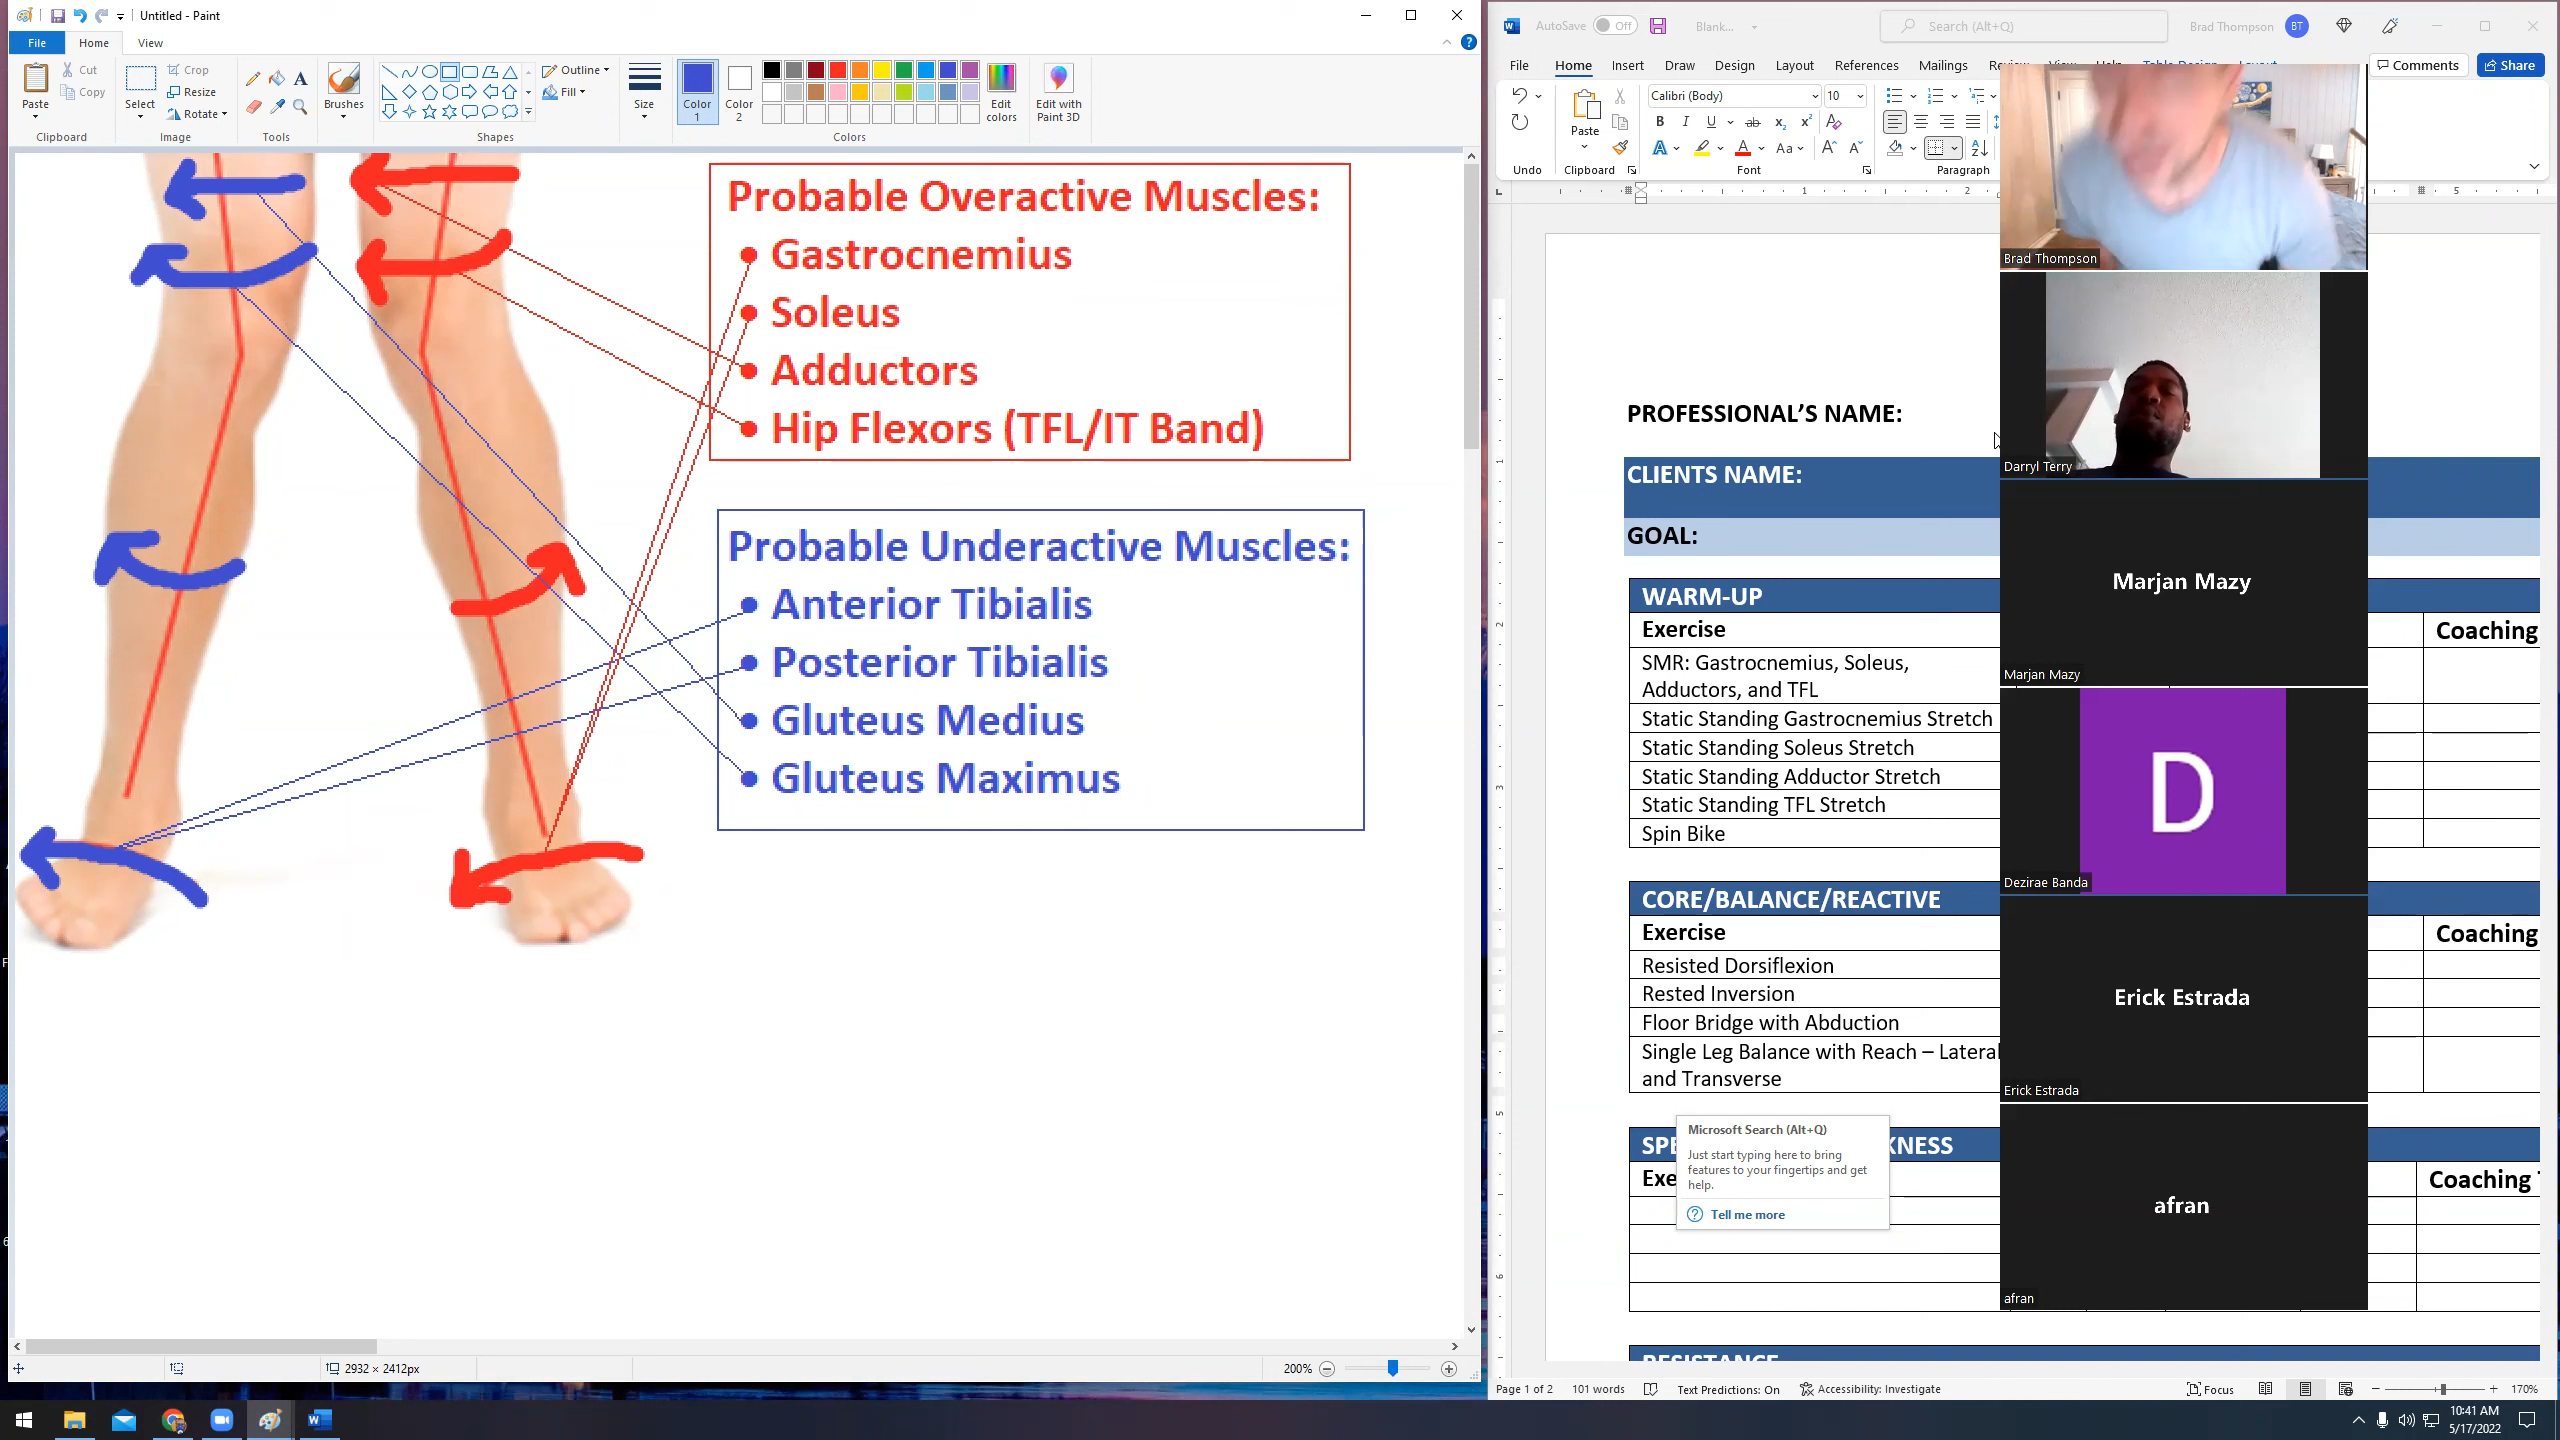 Untitled - Paint
File Home View
Paste Cut Copy Clipboard
Select Crop Resize Rotate Image
Tools
Brushes
Shapes
Outline Fill
Size
Color 1 Color 2 Edit colors Colors
Edit with Paint 3D
Probable Overactive Muscles:
• Gastrocnemius
• Soleus
• Adductors
• Hip Flexors (TFL/IT Band)
Probable Underactive Muscles:
• Anterior Tibialis
• Posterior Tibialis
• Gluteus Medius
• Gluteus Maximus
2932 × 2412px
200%
AutoSave Off Blank... Search (Alt+Q) Brad Thompson BT
File Home Insert Draw Design Layout References Mailings
Comments Share
Undo
Paste Clipboard
Calibri (Body) 10
Font
Paragraph
PROFESSIONAL’S NAME:
CLIENTS NAME:
GOAL:
WARM-UP
Exercise Coaching
SMR: Gastrocnemius, Soleus,
Adductors, and TFL
Static Standing Gastrocnemius Stretch
Static Standing Soleus Stretch
Static Standing Adductor Stretch
Static Standing TFL Stretch
Spin Bike
CORE/BALANCE/REACTIVE
Exercise Coaching
Resisted Dorsiflexion
Rested Inversion
Floor Bridge with Abduction
Single Leg Balance with Reach – Lateral
and Transverse
Microsoft Search (Alt+Q)
Just start typing here to bring
features to your fingertips and get
help.
Tell me more
Coaching
Brad Thompson
Darryl Terry
Marjan Mazy
Marjan Mazy
D
Dezirae Banda
Erick Estrada
Erick Estrada
afran
afran
Page 1 of 2 101 words Text Predictions: On Accessibility: Investigate Focus 170%
10:41 AM
5/17/2022